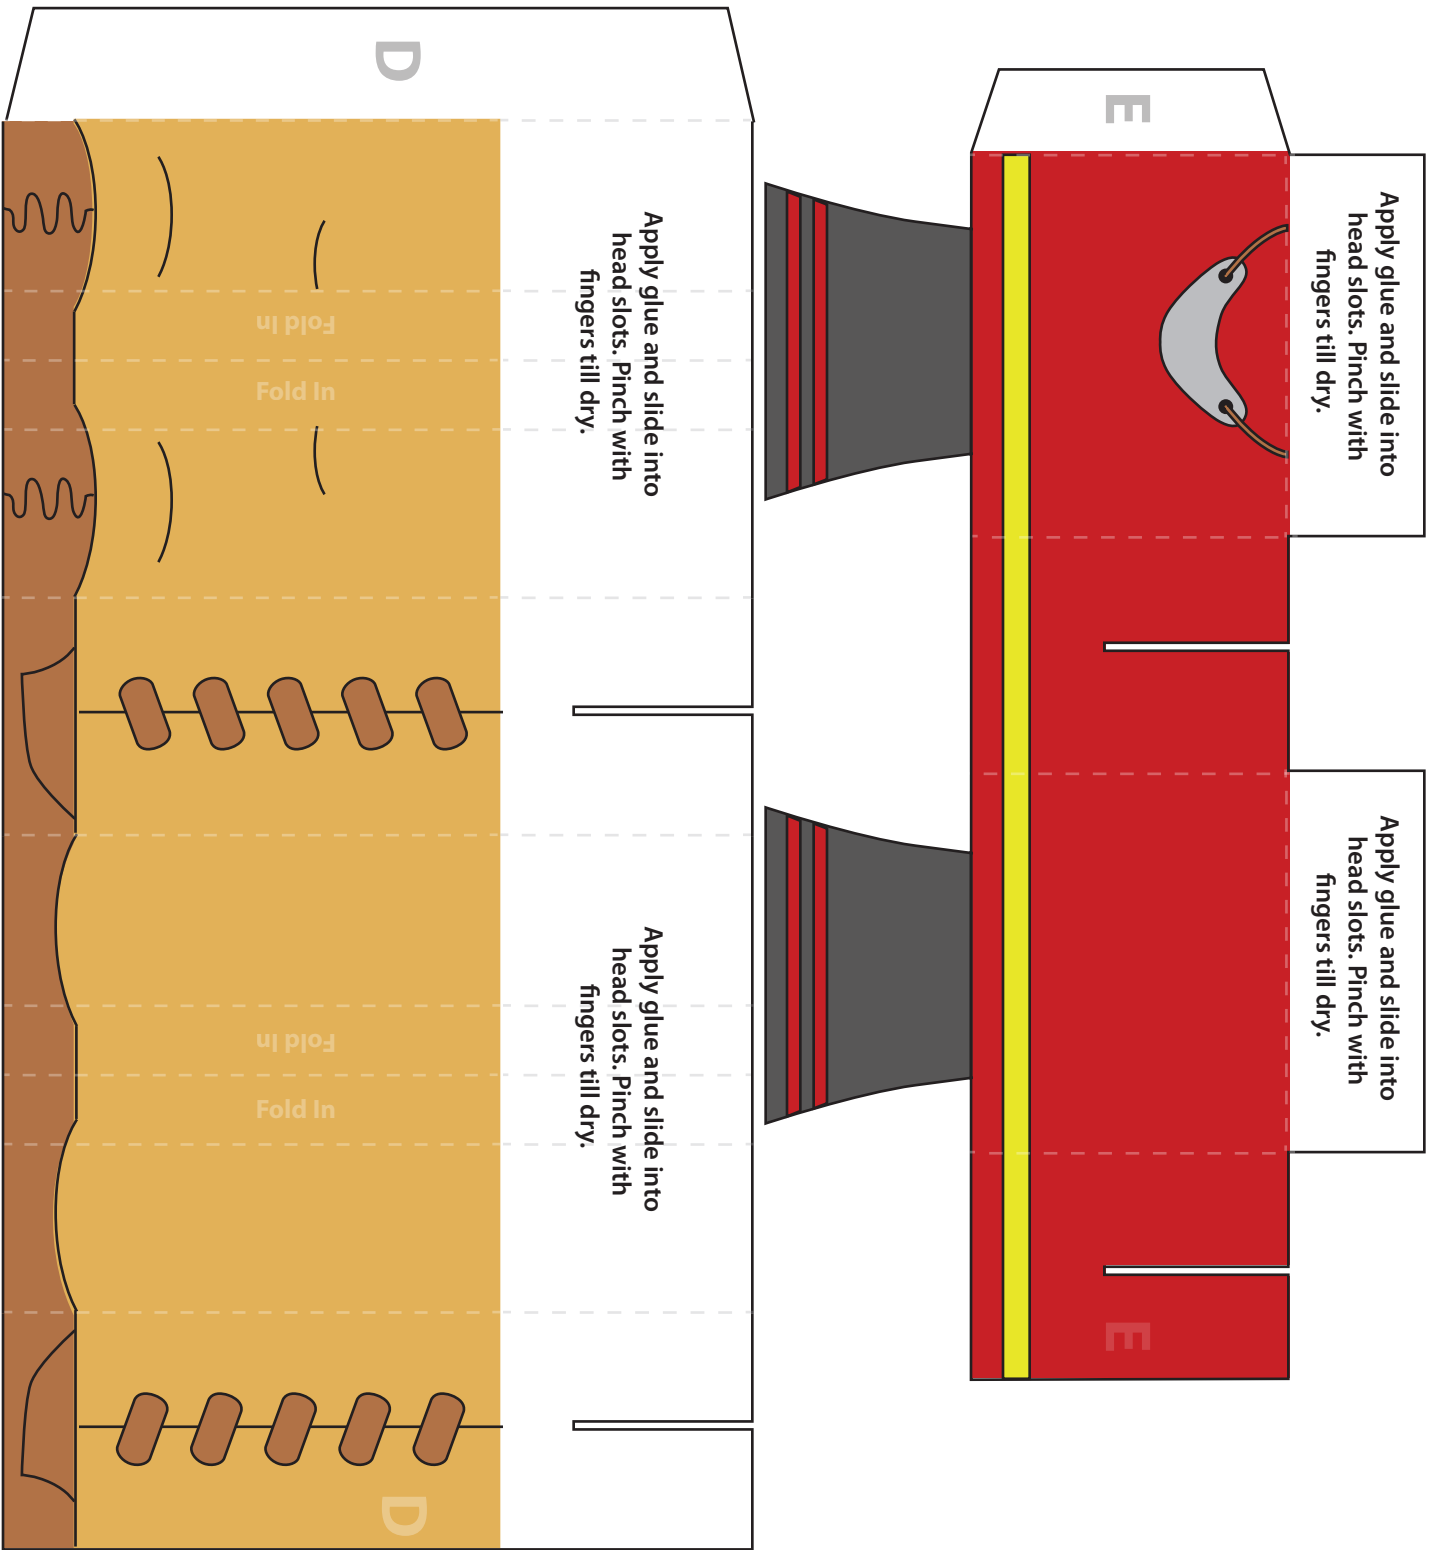 D
E
Apply glue and slide into
head slots. Pinch with
fingers till dry.
Apply glue and slide into
head slots. Pinch with
fingers till dry.
Fold In
Fold In
Apply glue and slide into
head slots. Pinch with
fingers till dry.
Apply glue and slide into
head slots. Pinch with
fingers till dry.
Fold In
Fold In
E
D